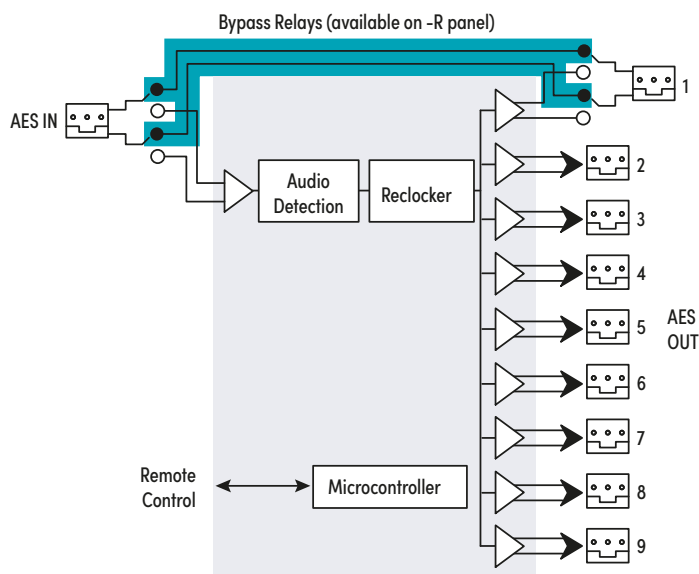 Bypass Relays (available on -R panel)
AES IN
1
Audio
Detection
Reclocker
2
3
4
5
AES
OUT
6
7
Remote
Control
Microcontroller
8
9